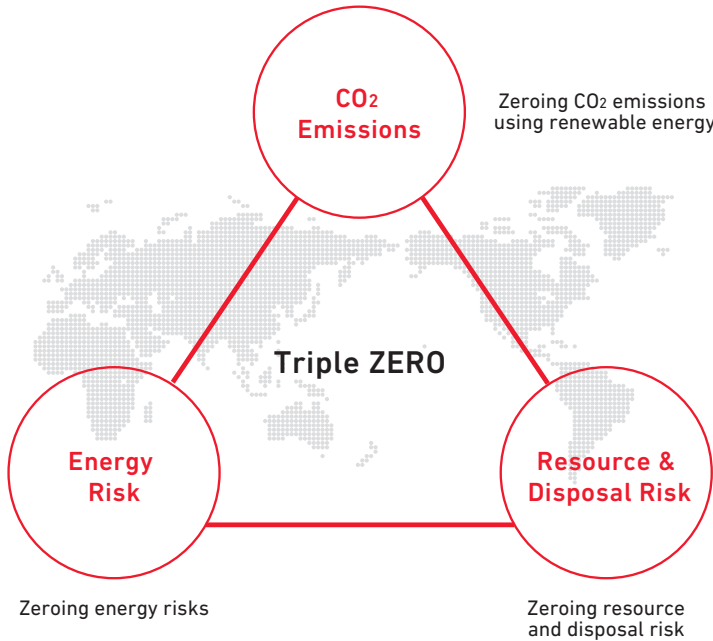 CO2
Emissions
Zeroing CO2 emissions
using renewable energy
Triple ZERO
Energy
Risk
Resource &
Disposal Risk
Zeroing energy risks
Zeroing resource
and disposal risk